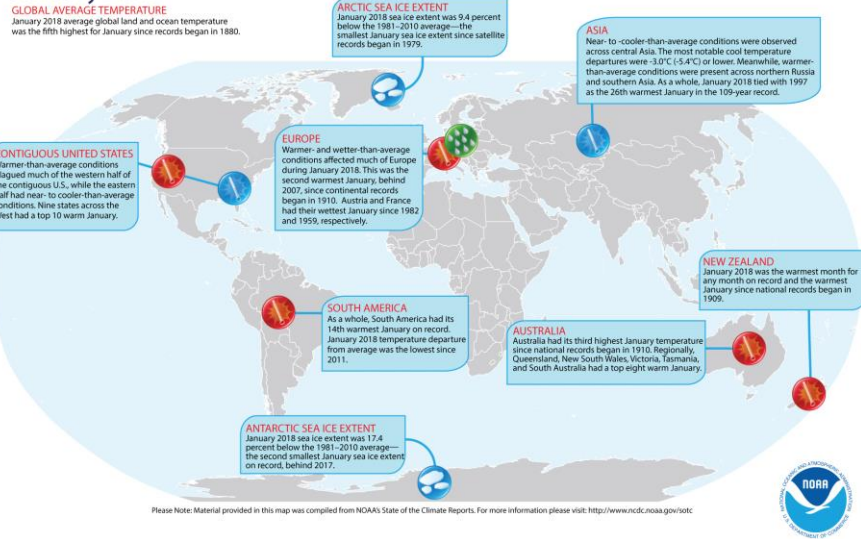 GLOBAL AVERAGE TEMPERATURE
January 2018 average global land and ocean temperature
was the fifth highest for January since records began in 1880.
ARCTIC SEA ICE EXTENT
January 2018 sea ice extent was 9.4 percent
below the 1981–2010 average—the
smallest January sea ice extent since satellite
records began in 1979.
ASIA
Near- to -cooler-than-average conditions were observed
across central Asia. The most notable cool temperature
departures were -3.0°C (-5.4°C) or lower. Meanwhile, warmer-
than-average conditions were present across northern Russia
and southern Asia. As a whole, January 2018 tied with 1997
as the 26th warmest January in the 109-year record.
EUROPE
Warmer- and wetter-than-average
conditions affected much of Europe
during January 2018. This was the
second warmest January, behind
2007, since continental records
began in 1910. Austria and France
had their wettest January since 1982
and 1959, respectively.
CONTIGUOUS UNITED STATES
Warmer-than-average conditions
plagued much of the western half of
the contiguous U.S., while the eastern
half had near- to cooler-than-average
conditions. Nine states across the
West had a top 10 warm January.
NEW ZEALAND
January 2018 was the warmest month for
any month on record and the warmest
January since national records began in
1909.
SOUTH AMERICA
As a whole, South America had its
14th warmest January on record.
January 2018 temperature departure
from average was the lowest since
2011.
AUSTRALIA
Australia had its third highest January temperature
since national records began in 1910. Regionally,
Queensland, New South Wales, Victoria, Tasmania,
and South Australia had a top eight warm January.
ANTARCTIC SEA ICE EXTENT
January 2018 sea ice extent was 17.4
percent below the 1981–2010 average—
the second smallest January sea ice extent
on record, behind 2017.
NATIONAL OCEANIC AND ATMOSPHERIC ADMINISTRATION
NOAA
U.S. DEPARTMENT OF COMMERCE
Please Note: Material provided in this map was compiled from NOAA's State of the Climate Reports. For more information please visit: http://www.ncdc.noaa.gov/sotc